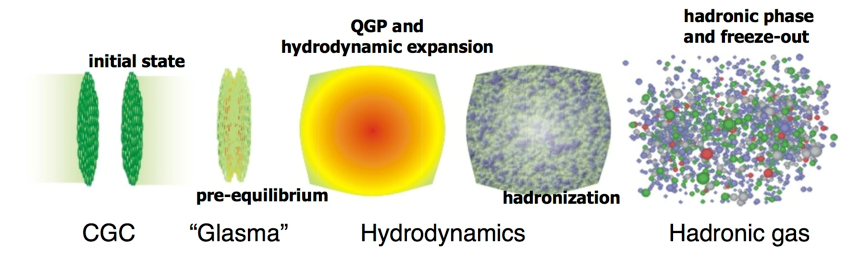 initial state
pre-equilibrium
QGP and
hydrodynamic expansion
hadronization
hadronic phase
and freeze-out
CGC
“Glasma”
Hydrodynamics
Hadronic gas